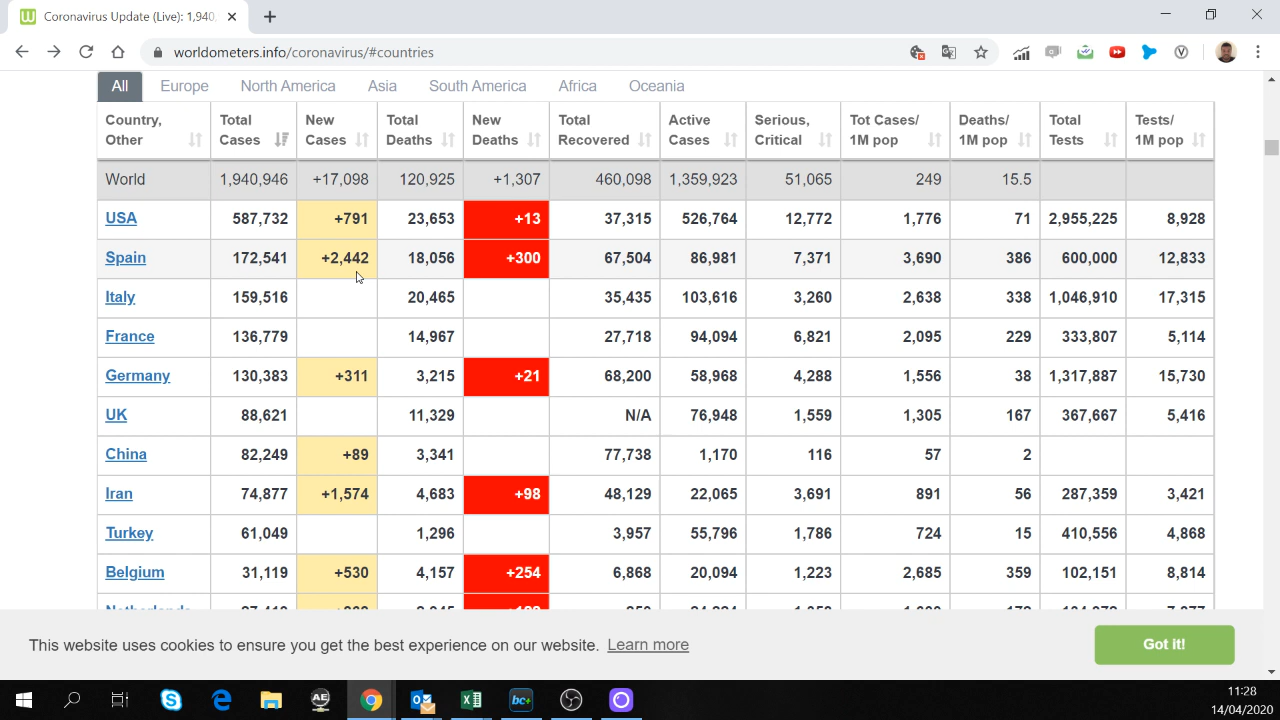 Coronavirus Update (Live): 1,940
worldometers.info/coronavirus/#countries
All Europe North America Asia South America Africa Oceania
Country, Other Total Cases New Cases Total Deaths New Deaths Total Recovered Active Cases Serious, Critical Tot Cases/ 1M pop Deaths/ 1M pop Total Tests Tests/ 1M pop
World 1,940,946 +17,098 120,925 +1,307 460,098 1,359,923 51,065 249 15.5
USA 587,732 +791 23,653 +13 37,315 526,764 12,772 1,776 71 2,955,225 8,928
Spain 172,541 +2,442 18,056 +300 67,504 86,981 7,371 3,690 386 600,000 12,833
Italy 159,516 20,465 35,435 103,616 3,260 2,638 338 1,046,910 17,315
France 136,779 14,967 27,718 94,094 6,821 2,095 229 333,807 5,114
Germany 130,383 +311 3,215 +21 68,200 58,968 4,288 1,556 38 1,317,887 15,730
UK 88,621 11,329 N/A 76,948 1,559 1,305 167 367,667 5,416
China 82,249 +89 3,341 77,738 1,170 116 57 2
Iran 74,877 +1,574 4,683 +98 48,129 22,065 3,691 891 56 287,359 3,421
Turkey 61,049 1,296 3,957 55,796 1,786 724 15 410,556 4,868
Belgium 31,119 +530 4,157 +254 6,868 20,094 1,223 2,685 359 102,151 8,814
This website uses cookies to ensure you get the best experience on our website. Learn more
Got it!
AE
bc+
11:28
14/04/2020